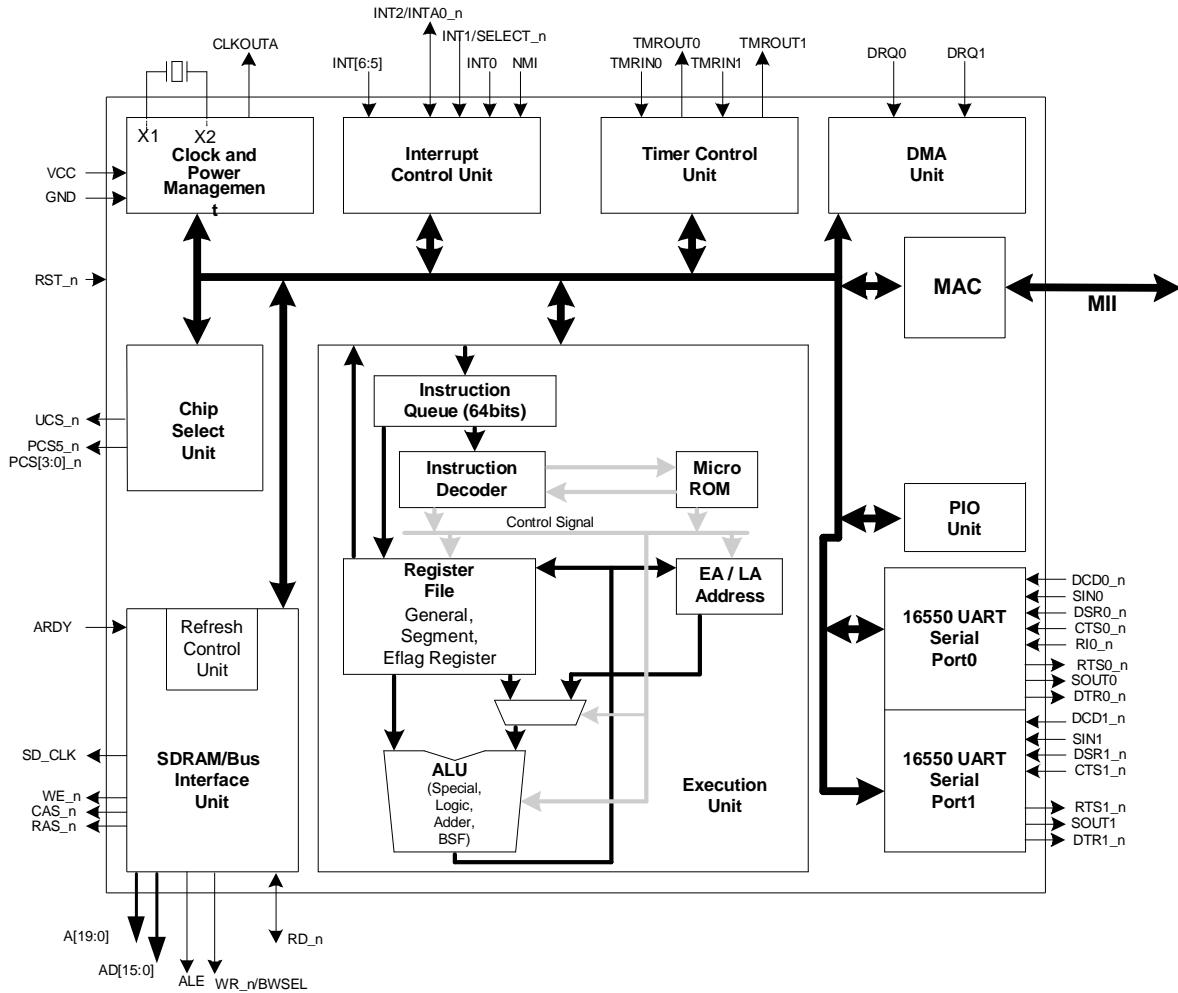 INT2/INTA0_n
CLKOUTA
INT1/SELECT_n
INT[6:5]
INT0
NMI
TMROUT0
TMROUT1
TMRIN0
TMRIN1
DRQ0
DRQ1
X1
X2
Clock and
Power
Managemen
t
Interrupt
Control Unit
Timer Control
Unit
DMA
Unit
VCC
GND
RST_n
MAC
MII
Chip
Select
Unit
UCS_n
PCS5_n
PCS[3:0]_n
Instruction
Queue (64bits)
Instruction
Decoder
Micro
ROM
Control Signal
PIO
Unit
Register
File
General,
Segment,
Eflag Register
EA / LA
Address
16550 UART
Serial
Port0
DCD0_n
SIN0
DSR0_n
CTS0_n
RI0_n
RTS0_n
SOUT0
DTR0_n
ARDY
Refresh
Control
Unit
SDRAM/Bus
Interface
Unit
SD_CLK
WE_n
CAS_n
RAS_n
ALU
(Special,
Logic,
Adder,
BSF)
Execution
Unit
16550 UART
Serial
Port1
DCD1_n
SIN1
DSR1_n
CTS1_n
RTS1_n
SOUT1
DTR1_n
A[19:0]
AD[15:0]
ALE
WR_n/BWSEL
RD_n